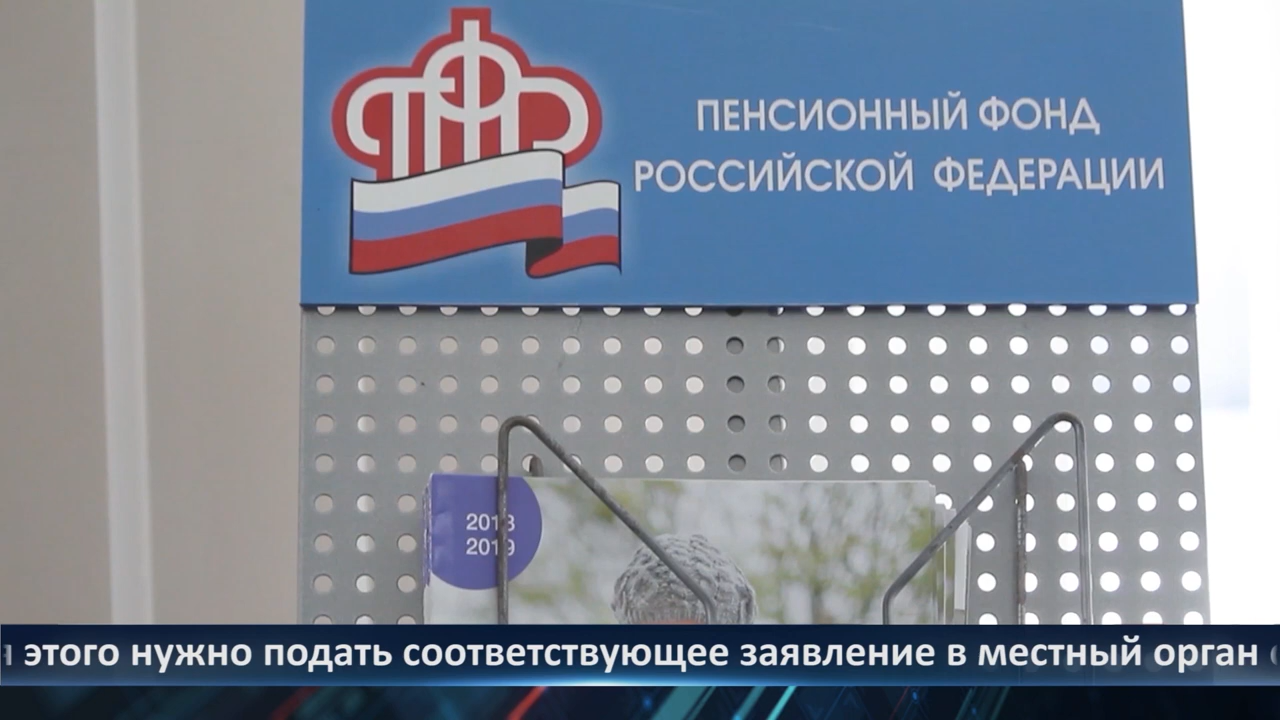 ПЕНСИОННЫЙ ФОНД
РОССИЙСКОЙ ФЕДЕРАЦИИ
ПФР
2018
2019
этого нужно подать соответствующее заявление в местный орган